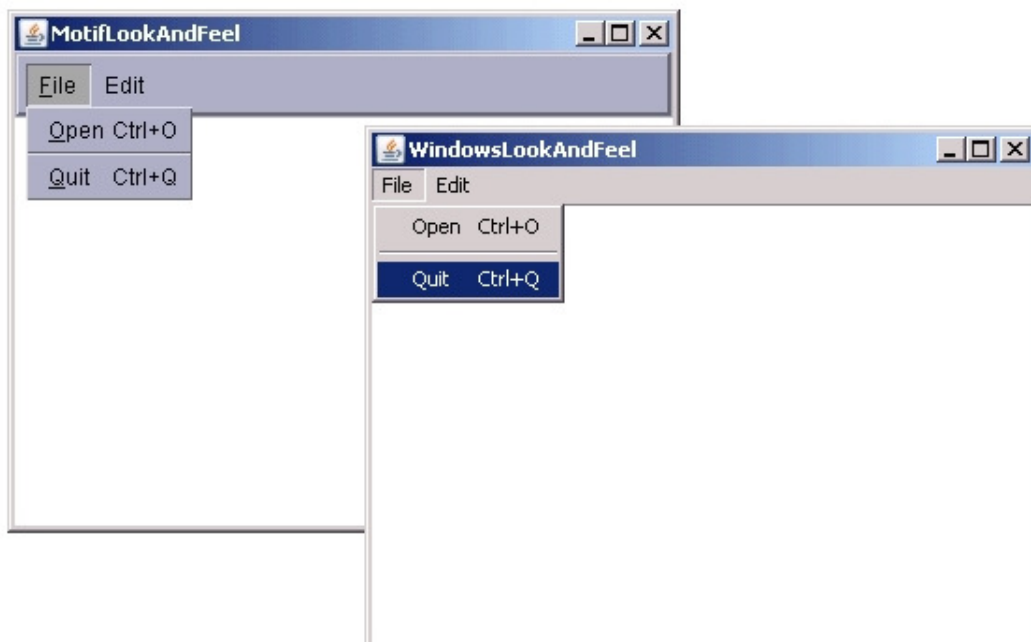 MotifLookAndFeel
File Edit
Open Ctrl+O
Quit Ctrl+Q
WindowsLookAndFeel
File Edit
Open Ctrl+O
Quit Ctrl+Q